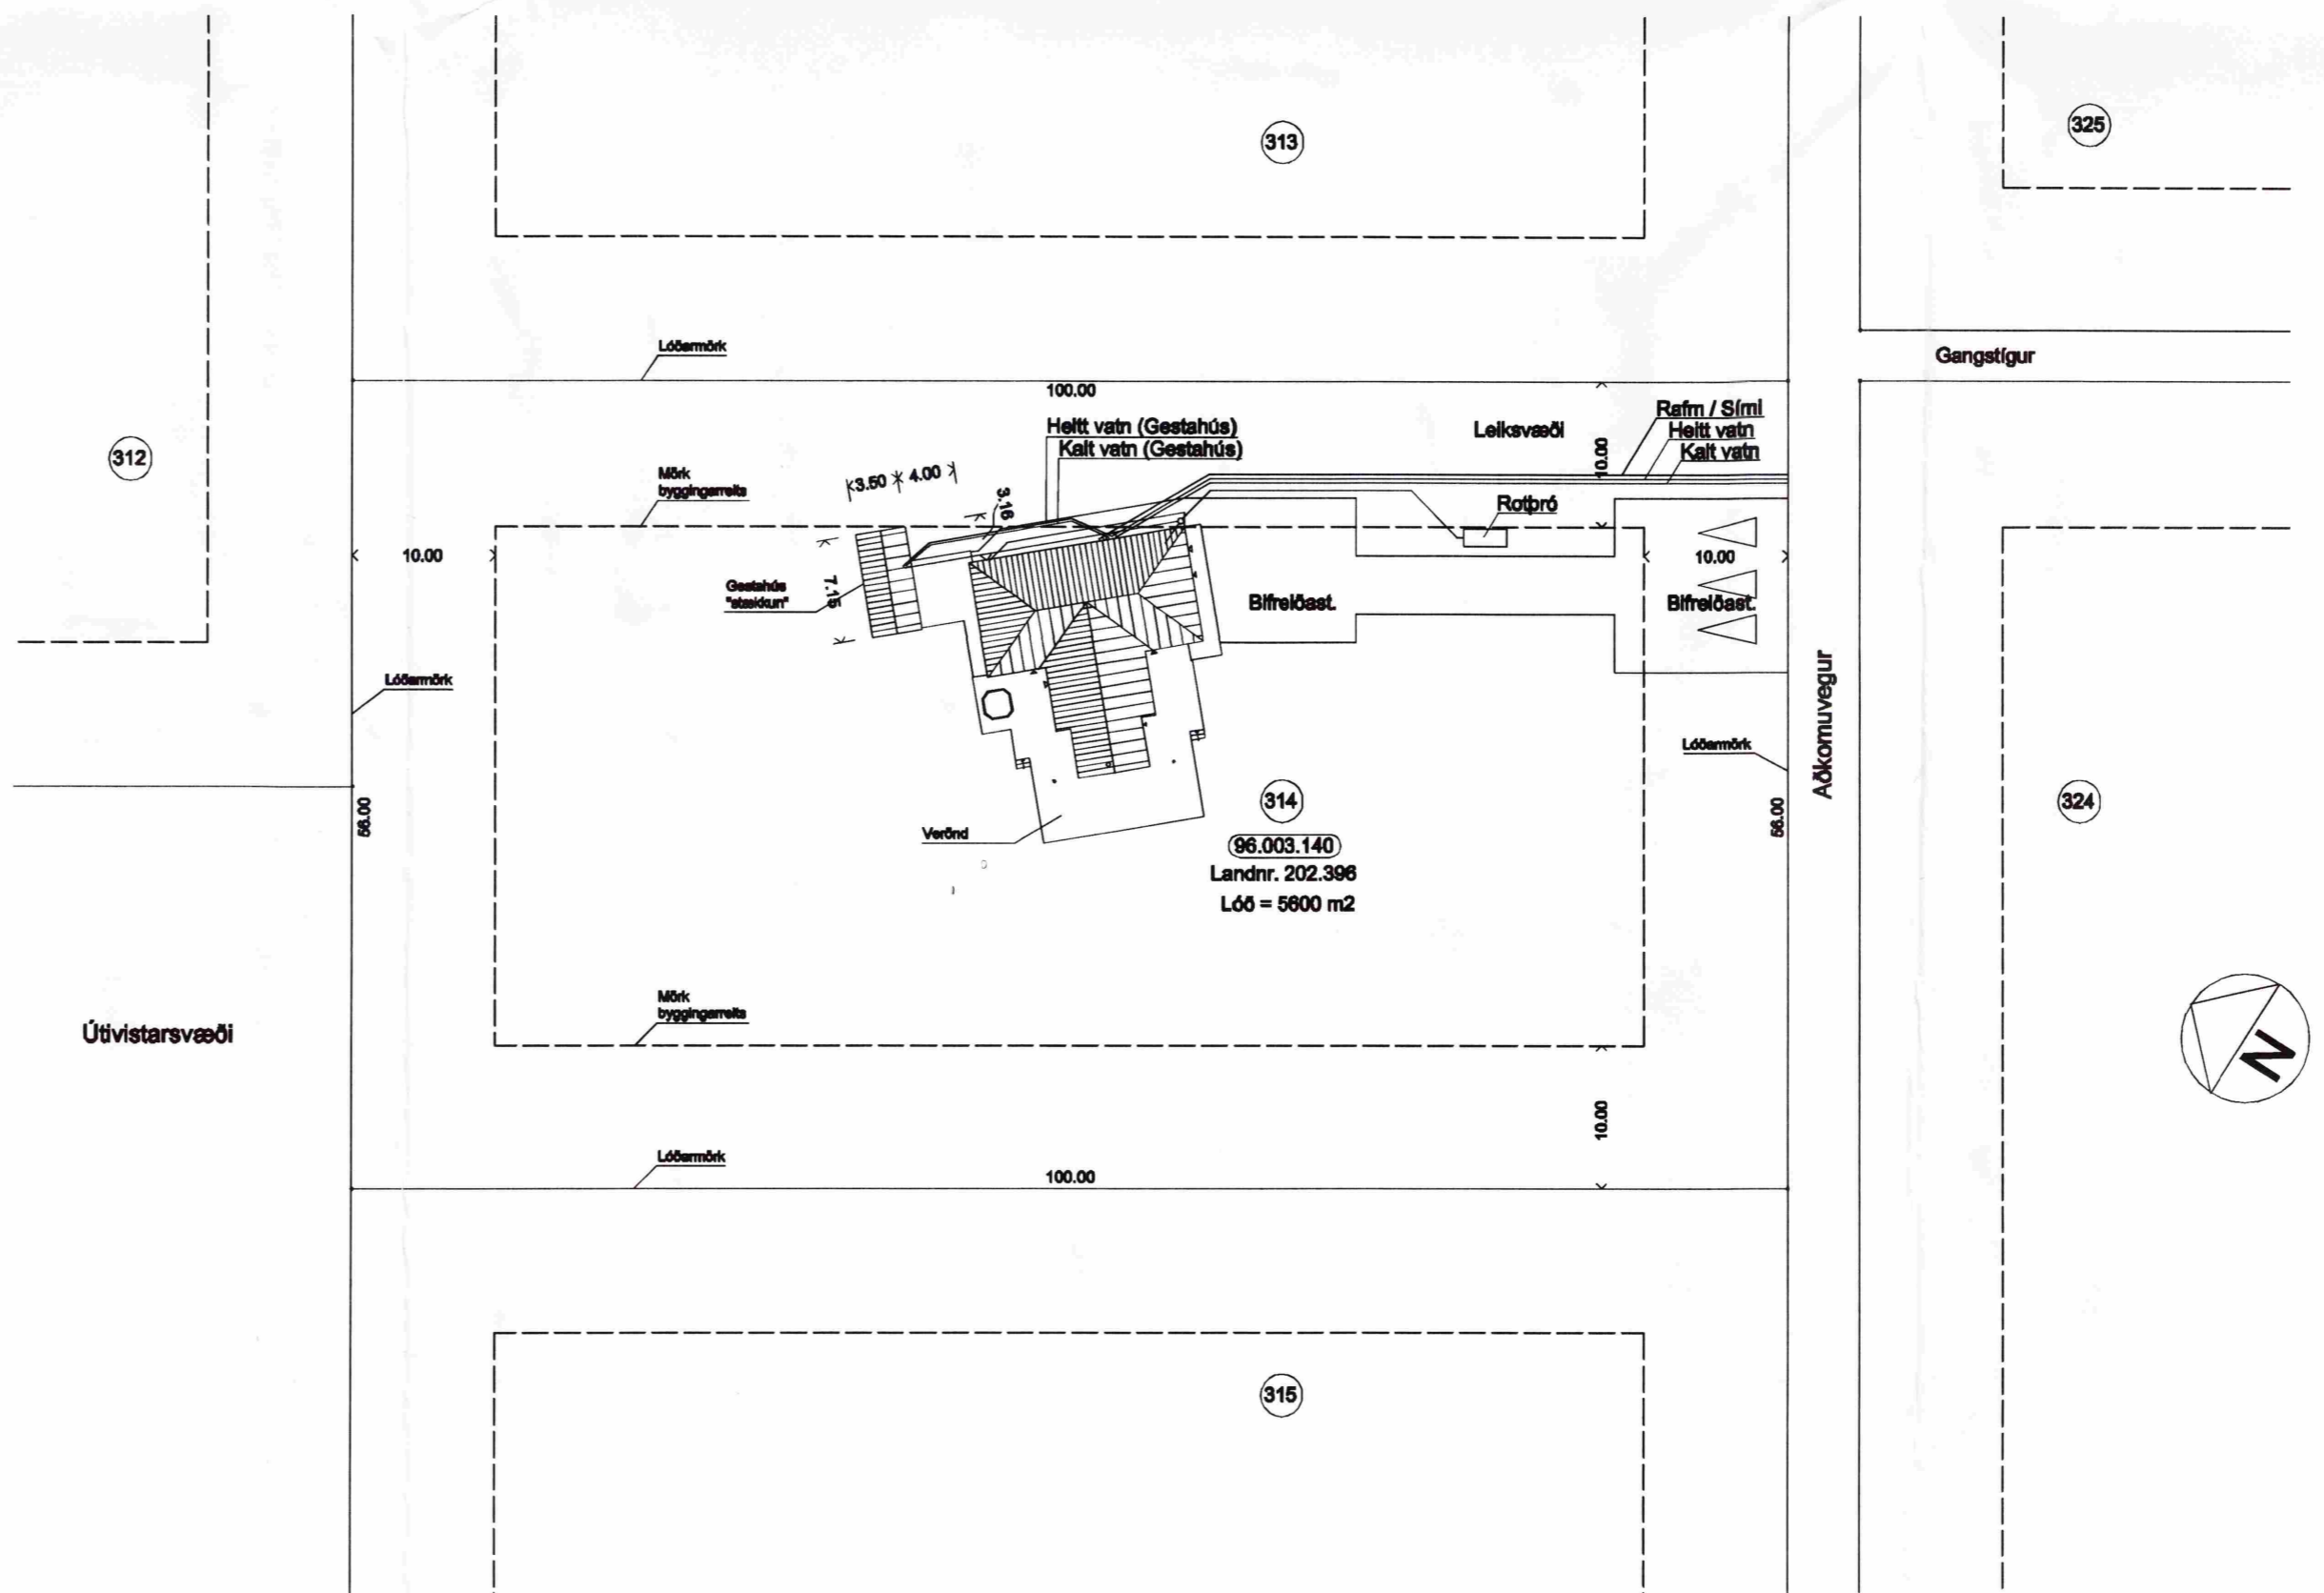 313
325
Lóðarmörk
Gangstígur
100.00
Rafm / Sími
Heitt vatn (Gestahús)
Leiksvæði
Heitt vatn
Kalt vatn (Gestahús)
Kalt vatn
10.00
312
Mörk
byggingarreits
3.50
4.00
3.16
Rotþró
10.00
10.00
Gestahús
"stækkun"
7.15
Bifreiðast.
Bifreiðast.
Lóðarmörk
Aðkomuvegur
Lóðarmörk
56.00
314
56.00
324
Verönd
96.003.140
Landnr. 202.396
Lóð = 5600 m2
Mörk
byggingarreits
Útivistarsvæði
N
10.00
Lóðarmörk
100.00
315